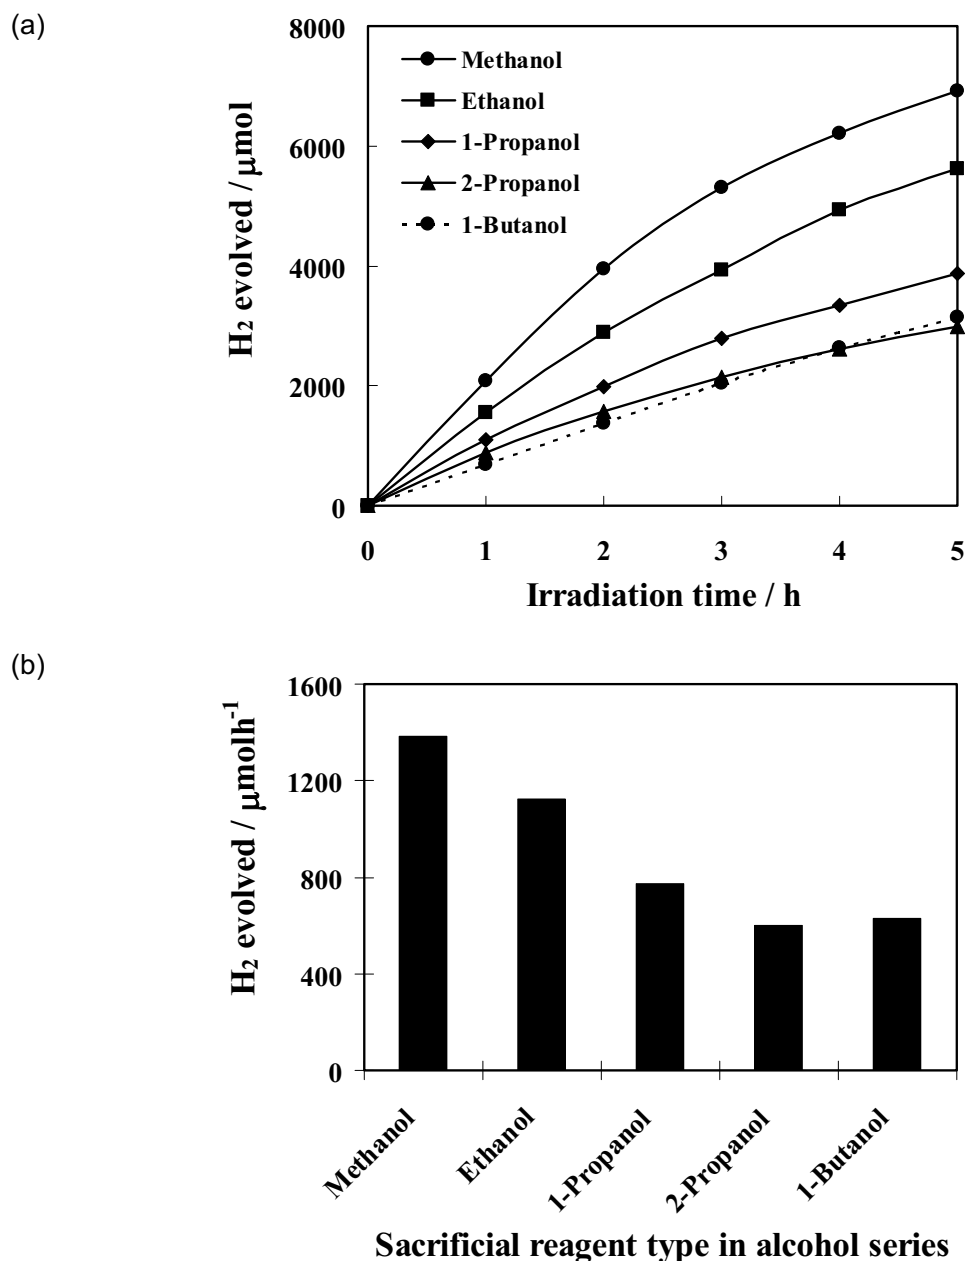 (a)
8000
6000
4000
2000
0
H₂ evolved / μmol
Methanol
Ethanol
1-Propanol
2-Propanol
1-Butanol
0 1 2 3 4 5
Irradiation time / h
(b)
1600
1200
800
400
0
H₂ evolved / μmolh⁻¹
Methanol
Ethanol
1-Propanol
2-Propanol
1-Butanol
Sacrificial reagent type in alcohol series